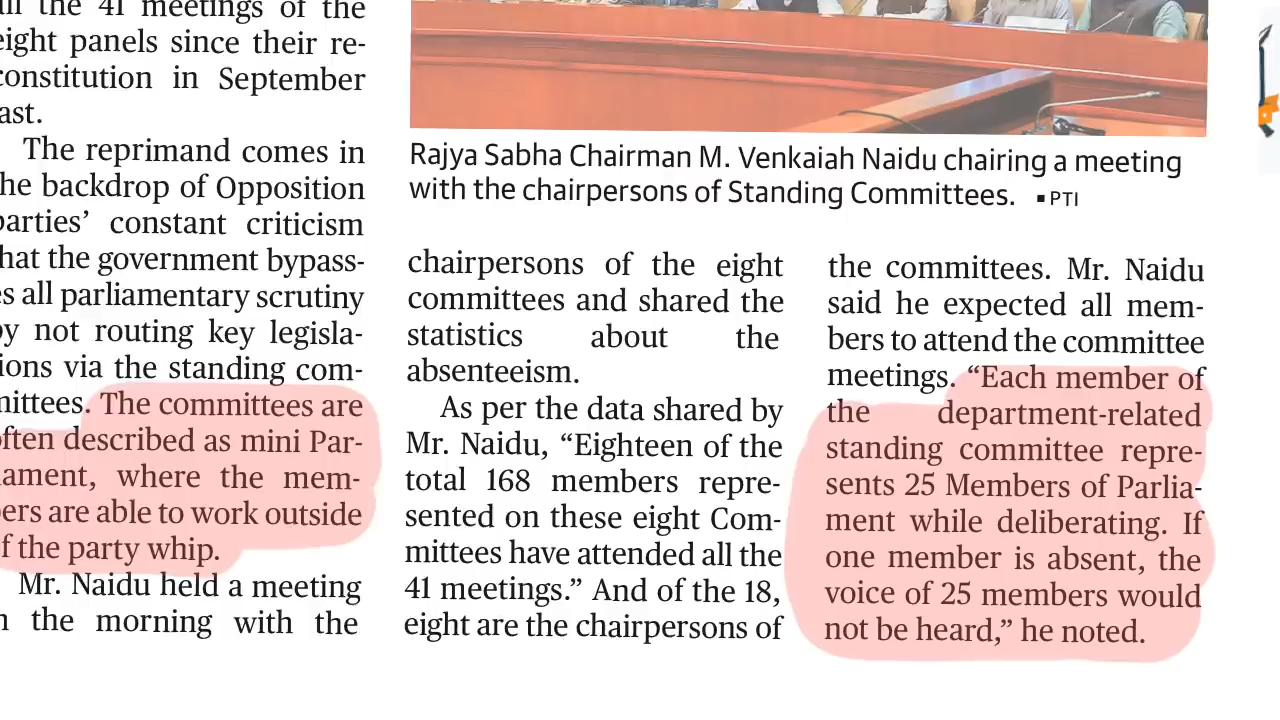 the 41 meetings of the
eight panels since their re-
constitution in September
ast.
The reprimand comes in
he backdrop of Opposition
parties’ constant criticism
hat the government bypass-
es all parliamentary scrutiny
by not routing key legisla-
ions via the standing com-
mittees. The committees are
often described as mini Par-
iament, where the mem-
bers are able to work outside
f the party whip.
Mr. Naidu held a meeting
n the morning with the
Rajya Sabha Chairman M. Venkaiah Naidu chairing a meeting
with the chairpersons of Standing Committees. ▪ PTI
chairpersons of the eight
committees and shared the
statistics about the
absenteeism.
As per the data shared by
Mr. Naidu, “Eighteen of the
total 168 members repre-
sented on these eight Com-
mittees have attended all the
41 meetings.” And of the 18,
eight are the chairpersons of
the committees. Mr. Naidu
said he expected all mem-
bers to attend the committee
meetings. “Each member of
the department-related
standing committee repre-
sents 25 Members of Parlia-
ment while deliberating. If
one member is absent, the
voice of 25 members would
not be heard,” he noted.